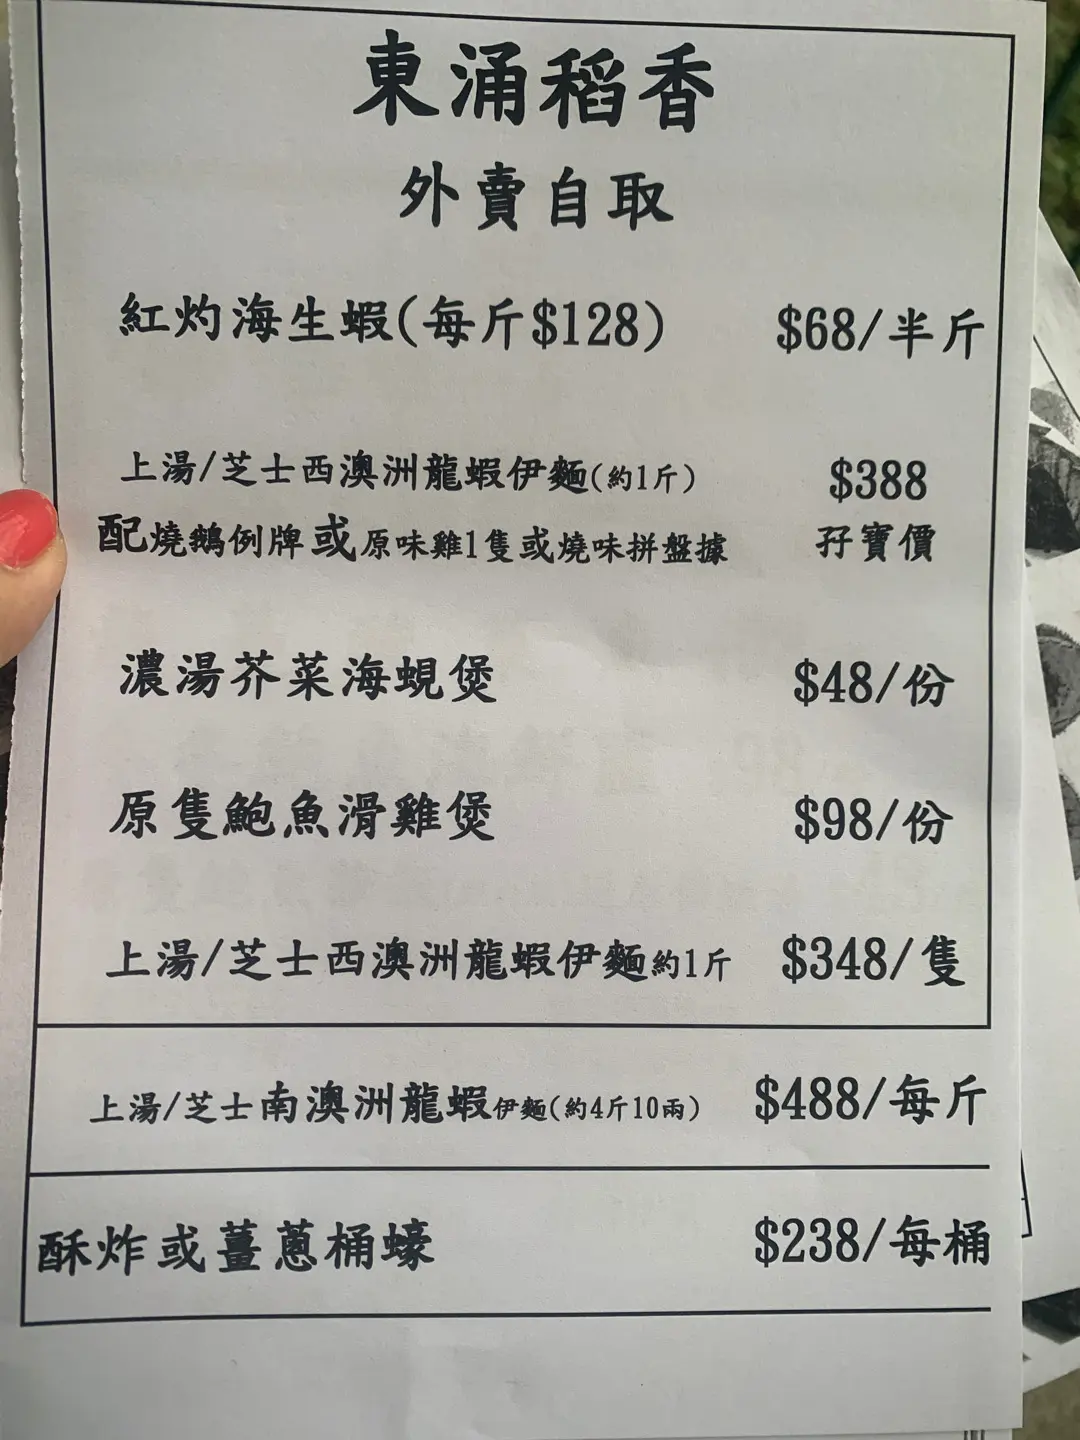 東涌稻香
外賣自取
紅灼海生蝦(每斤$128) $68/半斤
上湯/芝士西澳洲龍蝦伊麵(約1斤) $388
配燒鵝例牌或原味雞1隻或燒味拼盤據 孖寶價
濃湯芥菜海蜆煲 $48/份
原隻鮑魚滑雞煲 $98/份
上湯/芝士西澳洲龍蝦伊麵約1斤 $348/隻
上湯/芝士南澳洲龍蝦伊麵(約4斤10兩) $488/每斤
酥炸或薑蔥桶蠔 $238/每桶